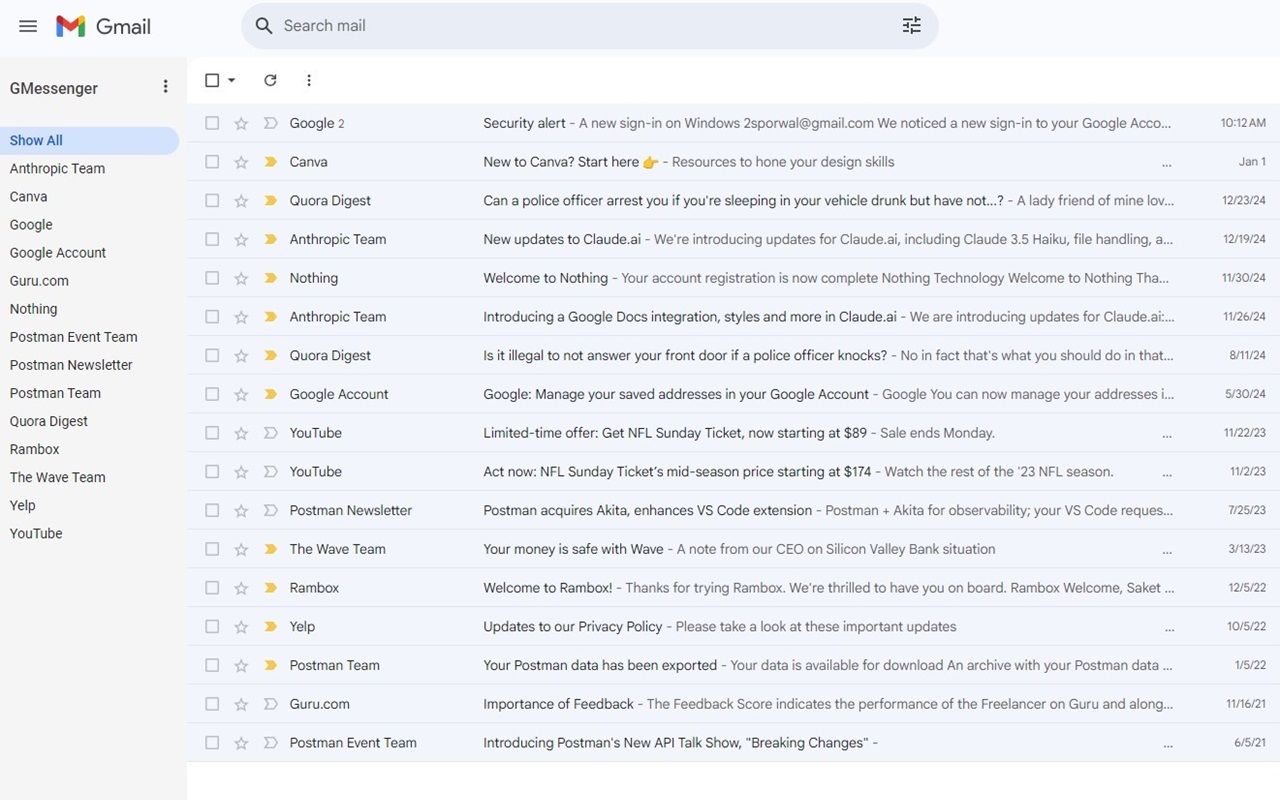 Gmail
Search mail
GMessenger
Show All
Anthropic Team
Canva
Google
Google Account
Guru.com
Nothing
Postman Event Team
Postman Newsletter
Postman Team
Quora Digest
Rambox
The Wave Team
Yelp
YouTube
Google 2 Security alert - A new sign-in on Windows 2sporwal@gmail.com We noticed a new sign-in to your Google Acco... 10:12 AM
Canva New to Canva? Start here 👉 - Resources to hone your design skills ... Jan 1
Quora Digest Can a police officer arrest you if you're sleeping in your vehicle drunk but have not...? - A lady friend of mine lov... 12/23/24
Anthropic Team New updates to Claude.ai - We're introducing updates for Claude.ai, including Claude 3.5 Haiku, file handling, a... 12/19/24
Nothing Welcome to Nothing - Your account registration is now complete Nothing Technology Welcome to Nothing Tha... 11/30/24
Anthropic Team Introducing a Google Docs integration, styles and more in Claude.ai - We are introducing updates for Claude.ai:... 11/26/24
Quora Digest Is it illegal to not answer your front door if a police officer knocks? - No in fact that's what you should do in that... 8/11/24
Google Account Google: Manage your saved addresses in your Google Account - Google You can now manage your addresses i... 5/30/24
YouTube Limited-time offer: Get NFL Sunday Ticket, now starting at $89 - Sale ends Monday. ... 11/22/23
YouTube Act now: NFL Sunday Ticket’s mid-season price starting at $174 - Watch the rest of the '23 NFL season. ... 11/2/23
Postman Newsletter Postman acquires Akita, enhances VS Code extension - Postman + Akita for observability; your VS Code reques... 7/25/23
The Wave Team Your money is safe with Wave - A note from our CEO on Silicon Valley Bank situation ... 3/13/23
Rambox Welcome to Rambox! - Thanks for trying Rambox. We're thrilled to have you on board. Rambox Welcome, Saket ... 12/5/22
Yelp Updates to our Privacy Policy - Please take a look at these important updates ... 10/5/22
Postman Team Your Postman data has been exported - Your data is available for download An archive with your Postman data ... 1/5/22
Guru.com Importance of Feedback - The Feedback Score indicates the performance of the Freelancer on Guru and along... 11/16/21
Postman Event Team Introducing Postman's New API Talk Show, "Breaking Changes" - ... 6/5/21